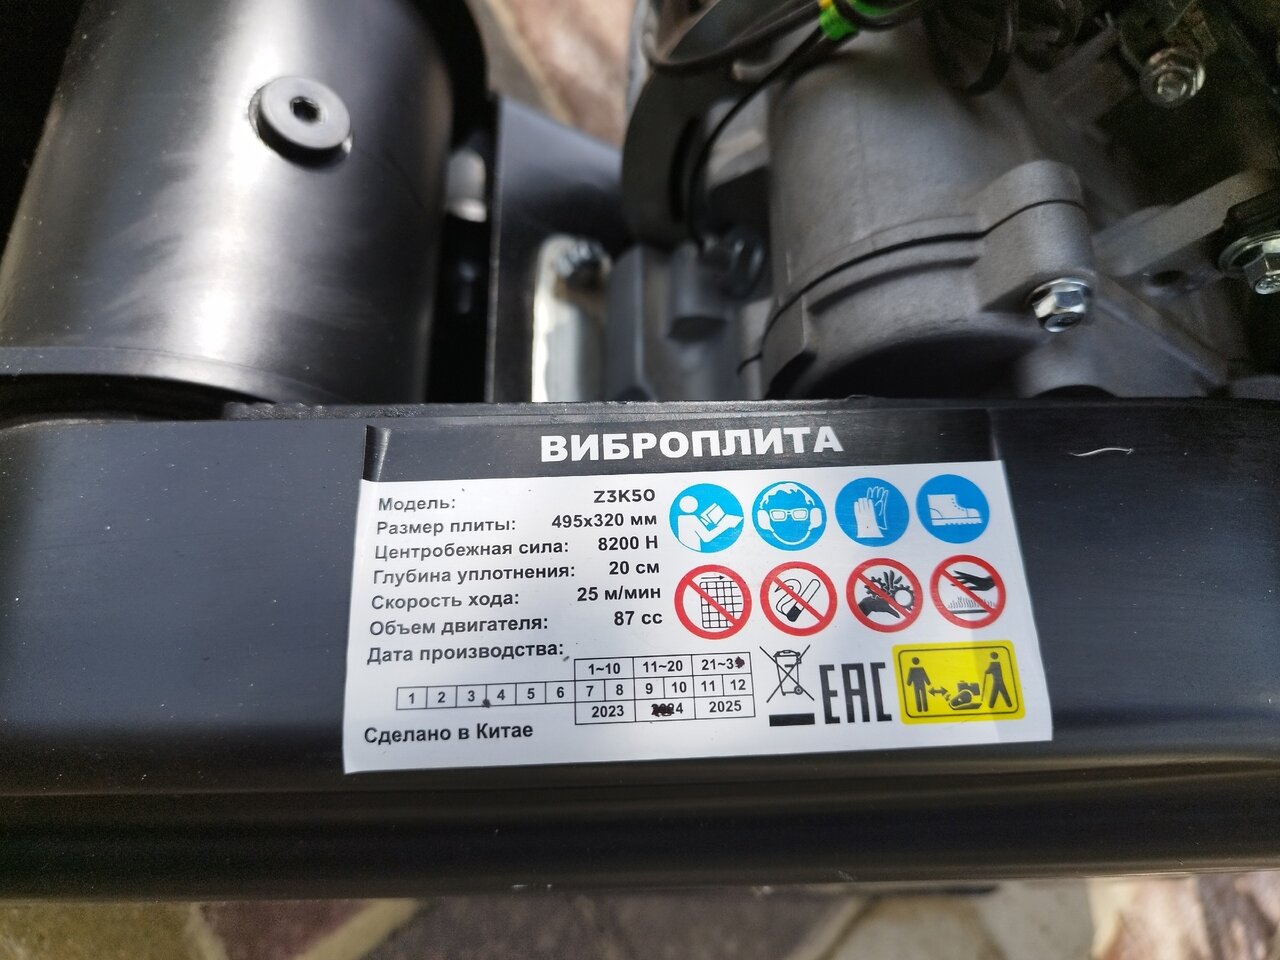 ВИБРОПЛИТА
Модель: Z3K50
Размер плиты: 495x320 мм
Центробежная сила: 8200 Н
Глубина уплотнения: 20 см
Скорость хода: 25 м/мин
Объем двигателя: 87 сс
Дата производства:
1~10 11~20 21~31
1 2 3 4 5 6 7 8 9 10 11 12
2023 2024 2025
Сделано в Китае
EAC